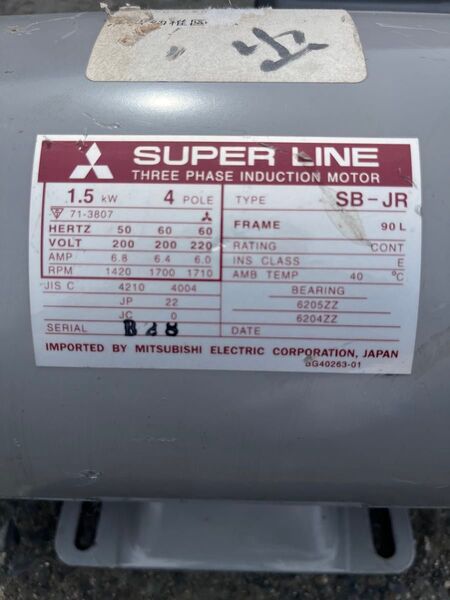 SUPER LINE
THREE PHASE INDUCTION MOTOR
1.5 kW 4 POLE
71-3807
HERTZ 50 60 60
VOLT 200 200 220
AMP 6.8 6.4 6.0
RPM 1420 1700 1710
JIS C 4210 4004
JP 22
JC 0
SERIAL
TYPE SB-JR
FRAME 90 L
RATING CONT
INS CLASS E
AMB TEMP 40 °C
BEARING
6205ZZ
6204ZZ
DATE
IMPORTED BY MITSUBISHI ELECTRIC CORPORATION, JAPAN
BG40263-01